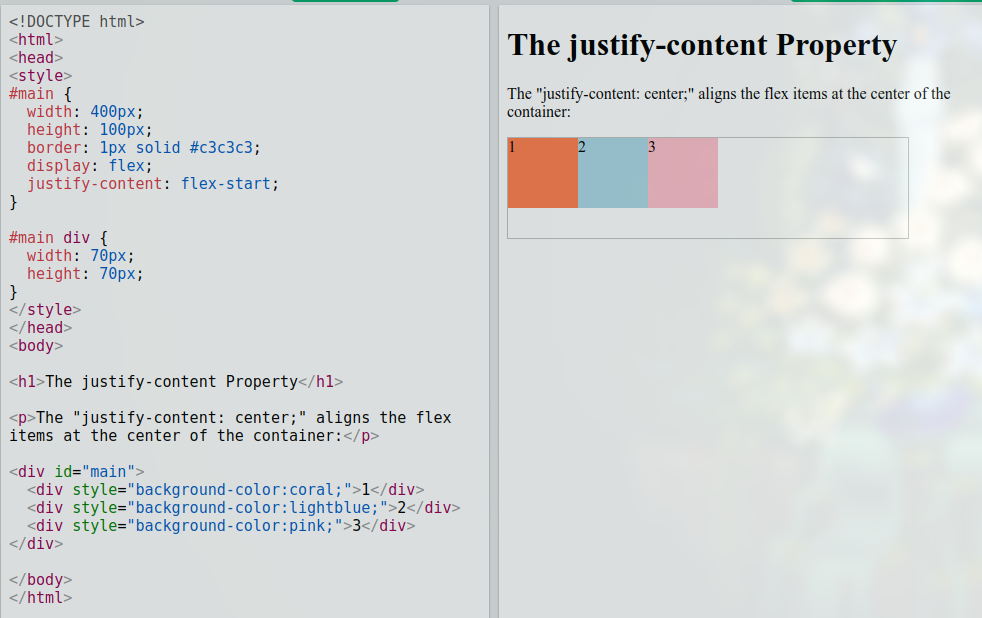 <!DOCTYPE html>
<html>
<head>
<style>
#main {
  width: 400px;
  height: 100px;
  border: 1px solid #c3c3c3;
  display: flex;
  justify-content: flex-start;
}
#main div {
  width: 70px;
  height: 70px;
}
</style>
</head>
<body>
<h1>The justify-content Property</h1>
<p>The "justify-content: center;" aligns the flex
items at the center of the container:</p>
<div id="main">
  <div style="background-color:coral;">1</div>
  <div style="background-color:lightblue;">2</div>
  <div style="background-color:pink;">3</div>
</div>
</body>
</html>
The justify-content Property
The "justify-content: center;" aligns the flex items at the center of the
container:
1 2 3